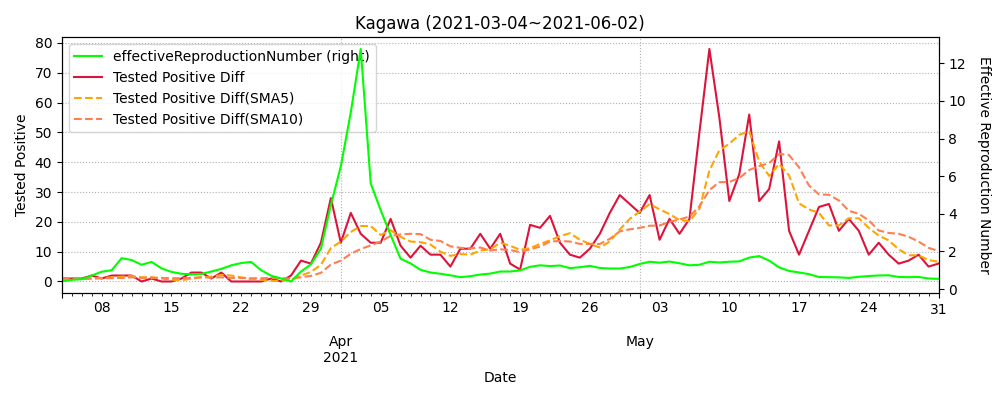 Kagawa (2021-03-04~2021-06-02)
effectiveReproductionNumber (right)
Tested Positive Diff
Tested Positive Diff(SMA5)
Tested Positive Diff(SMA10)
Tested Positive
80
70
60
50
40
30
20
10
0
Effective Reproduction Number
12
10
8
6
4
2
0
08 15 22 29 05 12 19 26 03 10 17 24 31
Apr May
2021
Date